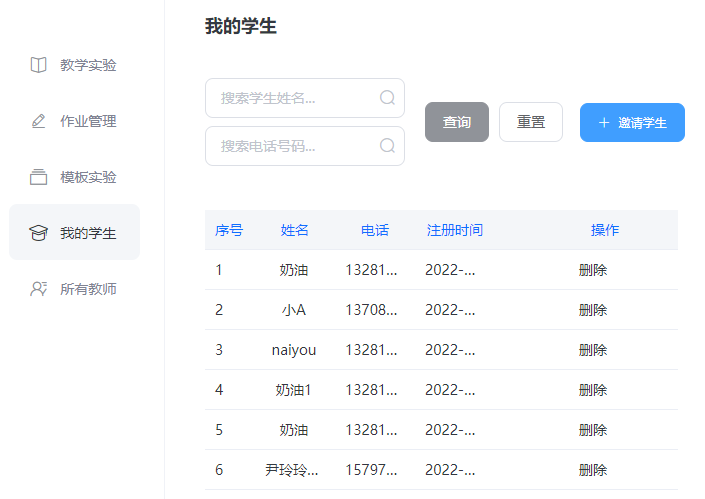 我的学生
教学实验
作业管理
模板实验
我的学生
所有教师
搜索学生姓名...
搜索电话号码...
查询 重置 + 邀请学生
序号 姓名 电话 注册时间 操作
1 奶油 13281... 2022-... 删除
2 小A 13708... 2022-... 删除
3 naiyou 13281... 2022-... 删除
4 奶油1 13281... 2022-... 删除
5 奶油 13281... 2022-... 删除
6 尹玲玲... 15797... 2022-... 删除